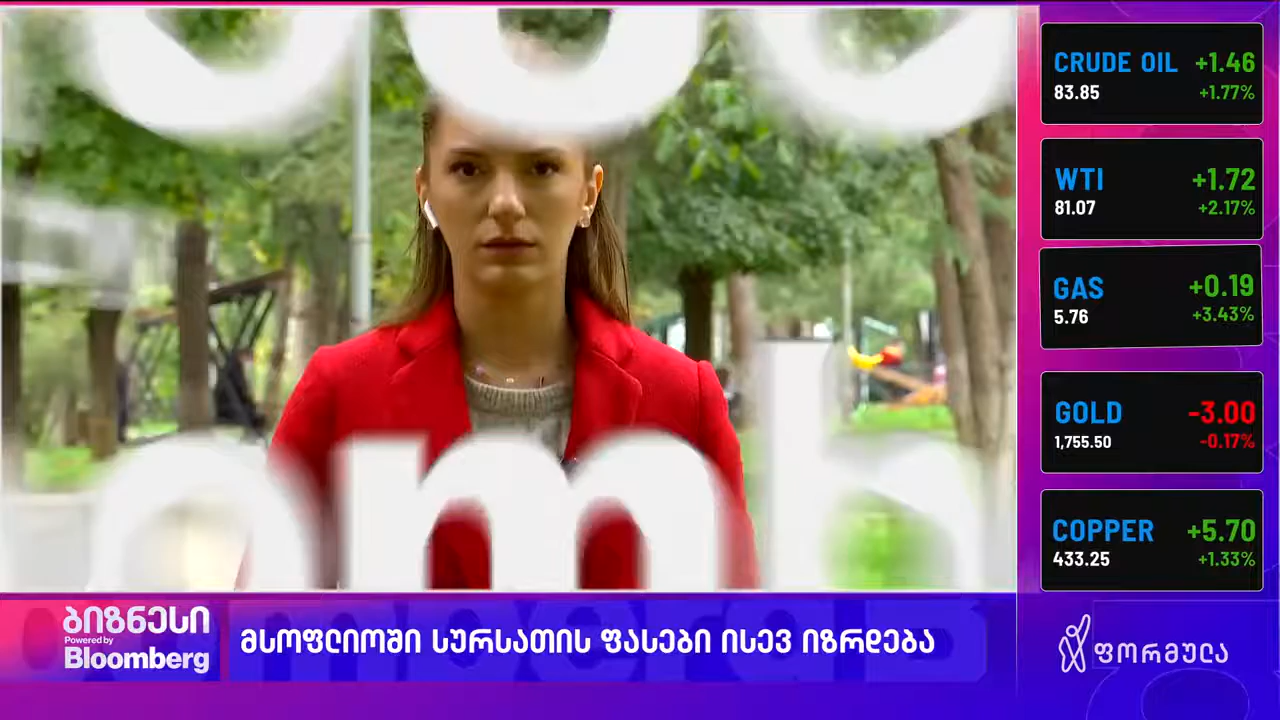 CRUDE OIL +1.46
83.85 +1.77%
WTI +1.72
81.07 +2.17%
GAS +0.19
5.76 +3.43%
GOLD -3.00
1,755.50 -0.17%
COPPER +5.70
433.25 +1.33%
ბიზნესი
Powered by
Bloomberg
მსოფლიოში სურსათის ფასები ისევ იზრდება
ფორმულა